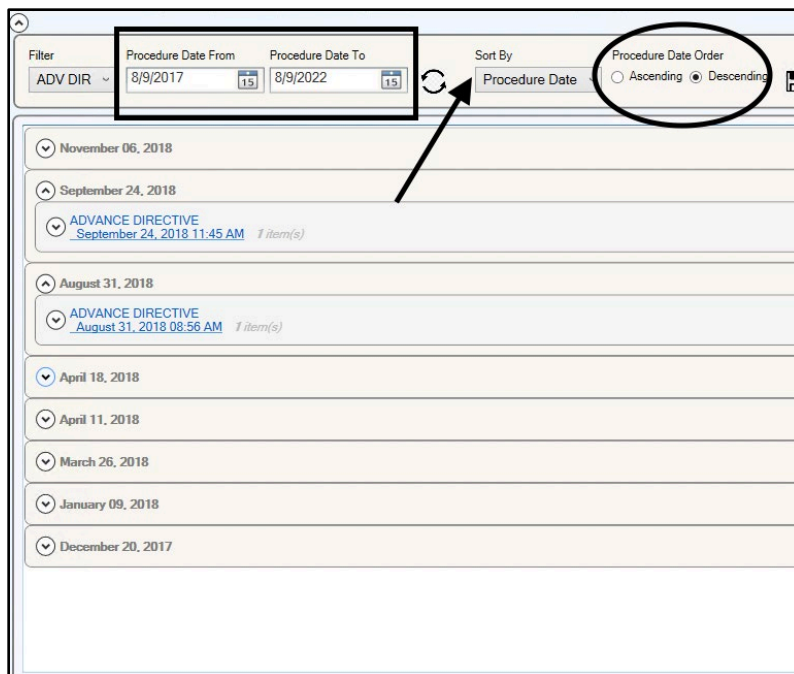 Filter Procedure Date From Procedure Date To Sort By Procedure Date Order
ADV DIR 8/9/2017 15 8/9/2022 15 Procedure Date Ascending Descending
November 06, 2018
September 24, 2018
ADVANCE DIRECTIVE
September 24, 2018 11:45 AM 1 item(s)
August 31, 2018
ADVANCE DIRECTIVE
August 31, 2018 08:56 AM 1 item(s)
April 18, 2018
April 11, 2018
March 26, 2018
January 09, 2018
December 20, 2017